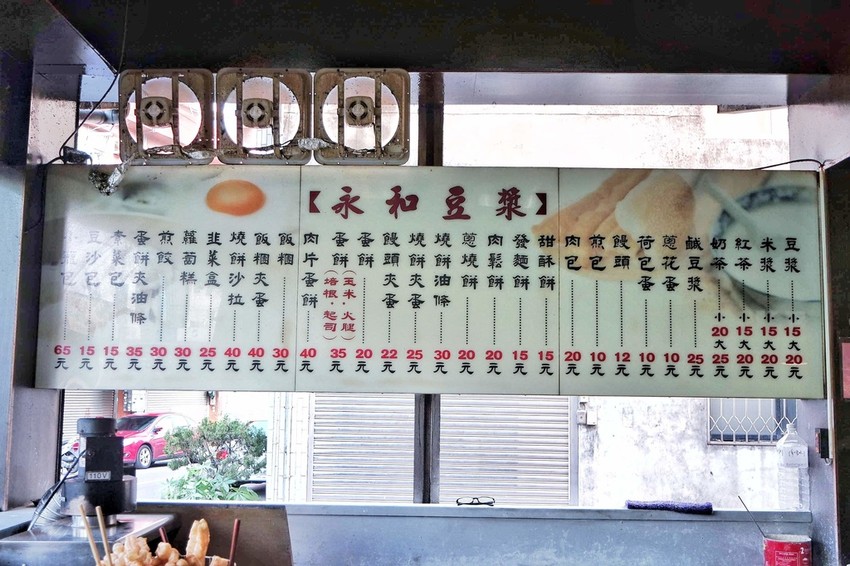 【永和豆漿】
豆漿 小15大20元
米漿 小15大20元
紅茶 小15大20元
奶茶 小20大25元
鹹豆漿 25元
蔥花蛋 10元
荷包蛋 10元
饅頭 12元
煎包 10元
肉包 20元
甜酥餅 15元
發麵餅 15元
肉鬆餅 20元
蔥燒餅 20元
燒餅油條 30元
燒餅夾蛋 25元
饅頭夾蛋 22元
蛋餅 20元
蛋餅(玉米·火腿)(培根·起司) 35元
肉片蛋餅 40元
飯糰 30元
飯糰夾蛋 40元
燒餅沙拉 40元
韭菜盒 25元
蘿蔔糕 30元
煎餃 30元
蛋餅夾油條 35元
素菜包 15元
豆沙包 15元
包 65元
110V